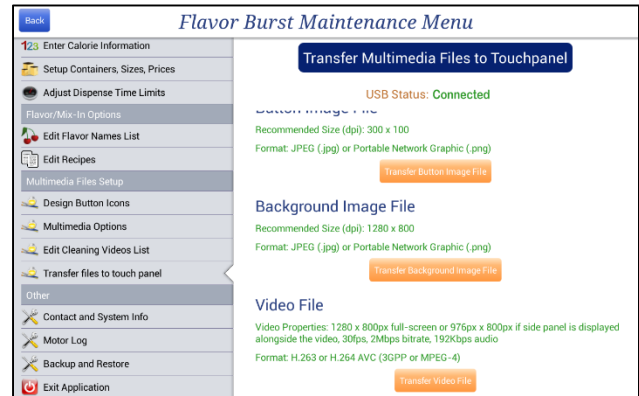 Back
Flavor Burst Maintenance Menu
123 Enter Calorie Information
Setup Containers, Sizes, Prices
Adjust Dispense Time Limits
Flavor/Mix-In Options
Edit Flavor Names List
Edit Recipes
Multimedia Files Setup
Design Button Icons
Multimedia Options
Edit Cleaning Videos List
Transfer files to touch panel
Other
Contact and System Info
Motor Log
Backup and Restore
Exit Application
Transfer Multimedia Files to Touchpanel
USB Status: Connected
Button Image File
Recommended Size (dpi): 300 x 100
Format: JPEG (.jpg) or Portable Network Graphic (.png)
Transfer Button Image File
Background Image File
Recommended Size (dpi): 1280 x 800
Format: JPEG (.jpg) or Portable Network Graphic (.png)
Transfer Background Image File
Video File
Video Properties: 1280 x 800px full-screen or 976px x 800px if side panel is displayed
alongside the video, 30fps, 2Mbps bitrate, 192Kbps audio
Format: H.263 or H.264 AVC (3GPP or MPEG-4)
Transfer Video File